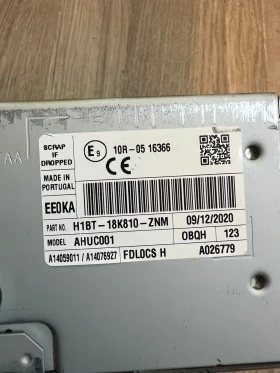 SCRAP
IF
DROPPED
E9
10R-05 16366
CE
MADE IN
PORTUGAL
EE0KA
PART NO. H1BT-18K810-ZNM 09/12/2020
MODEL AHUC001 OBQH 123
A14059011 / A14076927 FDLOCS H A026779